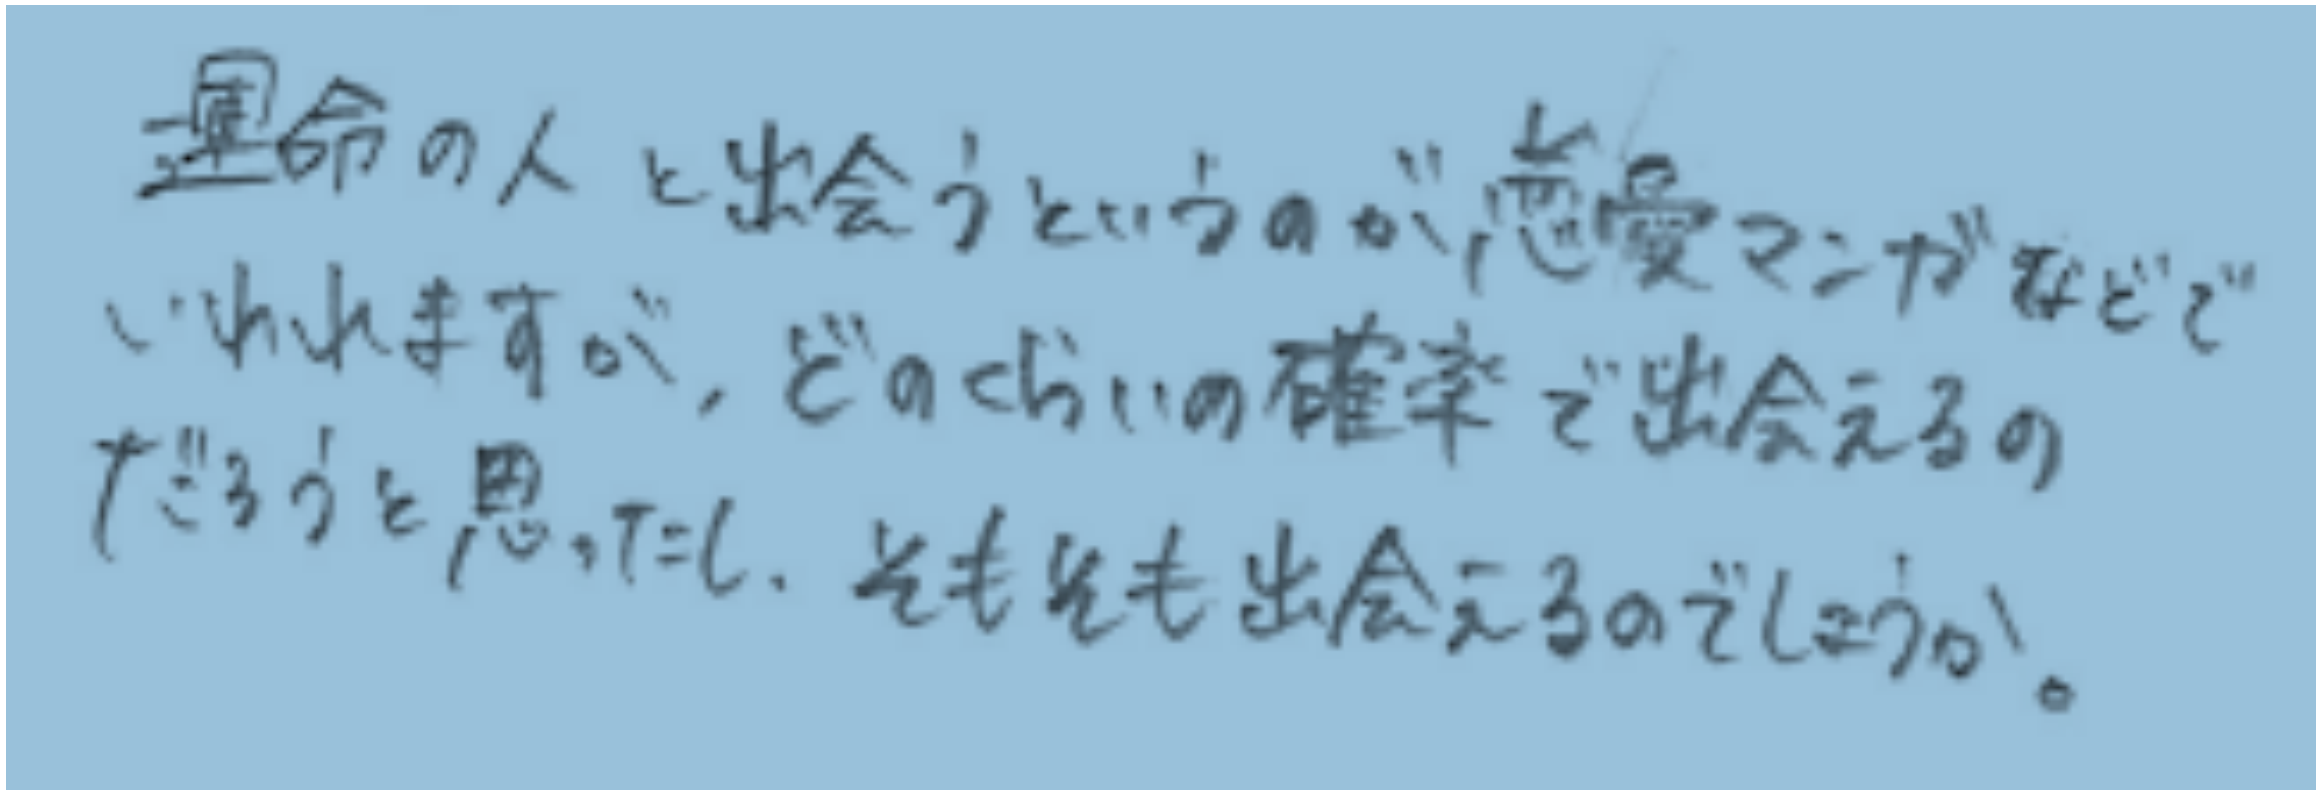 運命の人と出会うというのが恋愛マンガなどで
いわれますが、どのくらいの確率で出会えるの
だろうと思ったし、そもそも出会えるのでしょうか。